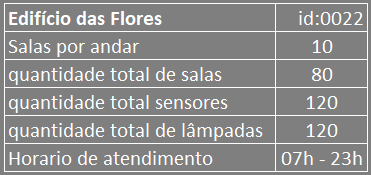 Edifício das Flores id:0022
Salas por andar 10
quantidade total de salas 80
quantidade total sensores 120
quantidade total de lâmpadas 120
Horario de atendimento 07h - 23h